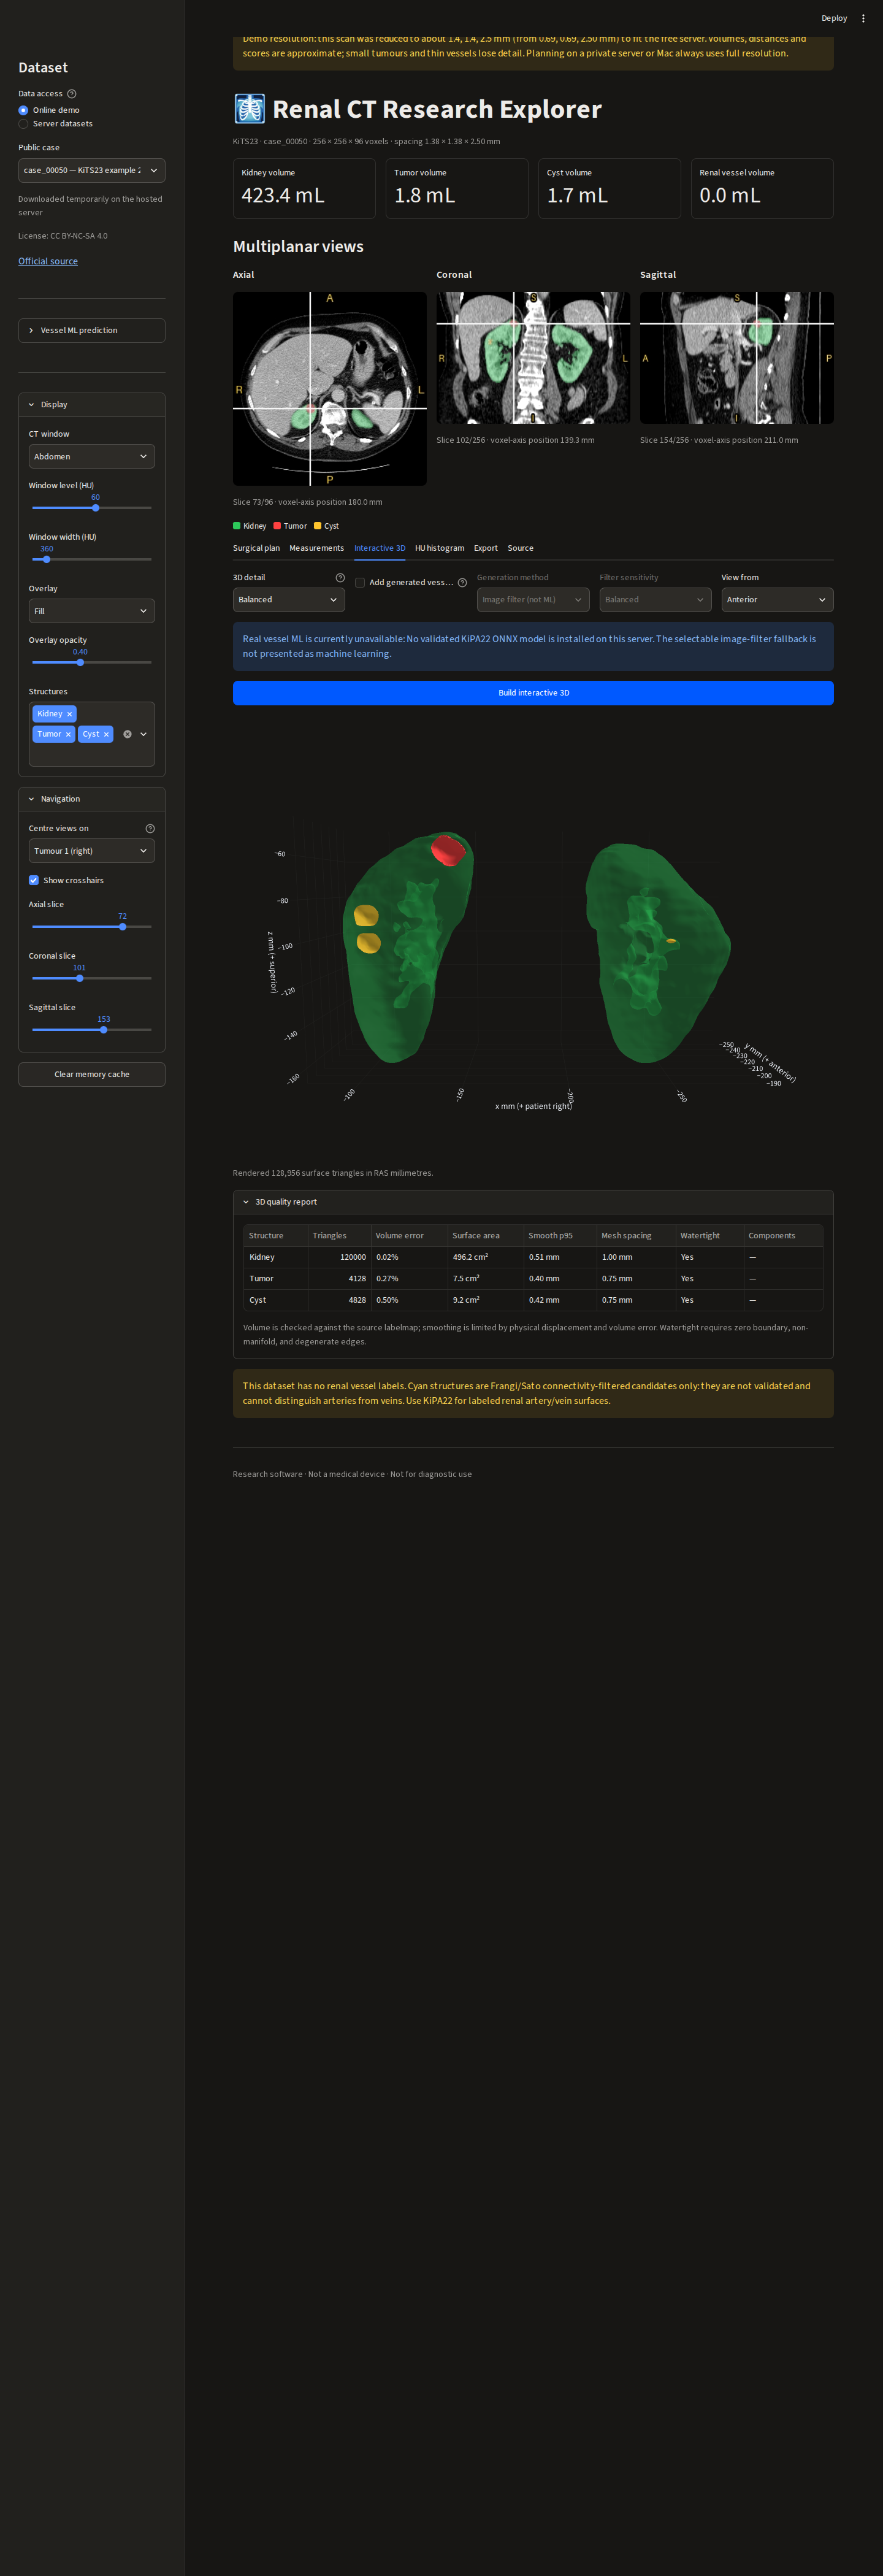 Deploy
Dataset
Data access
Online demo
Server datasets
Public case
case_00050 — KiTS23 example 2
Downloaded temporarily on the hosted
server
License: CC BY-NC-SA 4.0
Official source
Vessel ML prediction
Display
CT window
Abdomen
Window level (HU)
60
Window width (HU)
360
Overlay
Fill
Overlay opacity
0.40
Structures
Kidney
Tumor
Cyst
Navigation
Centre views on
Tumour 1 (right)
Show crosshairs
Axial slice
72
Coronal slice
101
Sagittal slice
153
Clear memory cache
Demo resolution: this scan was reduced to about 1.4, 1.4, 2.5 mm (from 0.69, 0.69, 2.50 mm) to fit the free server. Volumes, distances and
scores are approximate; small tumours and thin vessels lose detail. Planning on a private server or Mac always uses full resolution.
Renal CT Research Explorer
KiTS23 · case_00050 · 256 × 256 × 96 voxels · spacing 1.38 × 1.38 × 2.50 mm
Kidney volume
423.4 mL
Tumor volume
1.8 mL
Cyst volume
1.7 mL
Renal vessel volume
0.0 mL
Multiplanar views
Axial
A
R
L
P
Slice 73/96 · voxel-axis position 180.0 mm
Coronal
S
R
L
I
Slice 102/256 · voxel-axis position 139.3 mm
Sagittal
S
A
P
I
Slice 154/256 · voxel-axis position 211.0 mm
Kidney Tumor Cyst
Surgical plan Measurements Interactive 3D HU histogram Export Source
3D detail
Balanced
Add generated vess...
Generation method
Image filter (not ML)
Filter sensitivity
Balanced
View from
Anterior
Real vessel ML is currently unavailable: No validated KiPA22 ONNX model is installed on this server. The selectable image-filter fallback is
not presented as machine learning.
Build interactive 3D
−60
−80
−100
−120
−140
−160
z mm (+ superior)
−100
−150
−200
−250
x mm (+ patient right)
−250
−240
−230
−220
−210
−200
−190
y mm (+ anterior)
Rendered 128,956 surface triangles in RAS millimetres.
3D quality report
Structure Triangles Volume error Surface area Smooth p95 Mesh spacing Watertight Components
Kidney 120000 0.02% 496.2 cm² 0.51 mm 1.00 mm Yes —
Tumor 4128 0.27% 7.5 cm² 0.40 mm 0.75 mm Yes —
Cyst 4828 0.50% 9.2 cm² 0.42 mm 0.75 mm Yes —
Volume is checked against the source labelmap; smoothing is limited by physical displacement and volume error. Watertight requires zero boundary, non-
manifold, and degenerate edges.
This dataset has no renal vessel labels. Cyan structures are Frangi/Sato connectivity-filtered candidates only: they are not validated and
cannot distinguish arteries from veins. Use KiPA22 for labeled renal artery/vein surfaces.
Research software · Not a medical device · Not for diagnostic use